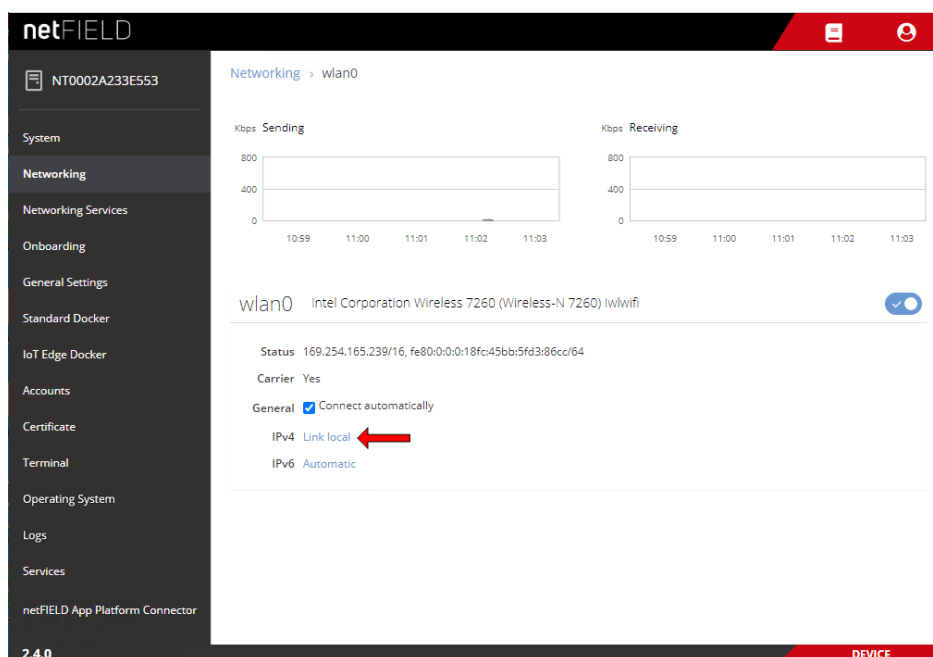 netFIELD
NT0002A233E553
System
Networking
Networking Services
Onboarding
General Settings
Standard Docker
IoT Edge Docker
Accounts
Certificate
Terminal
Operating System
Logs
Services
netFIELD App Platform Connector
2.4.0
Networking › wlan0
Kbps Sending
800
400
0
10:59 11:00 11:01 11:02 11:03
Kbps Receiving
800
400
0
10:59 11:00 11:01 11:02 11:03
wlan0 Intel Corporation Wireless 7260 (Wireless-N 7260) Iwlwifi
Status 169.254.165.239/16, fe80:0:0:0:18fc:45bb:5fd3:86cc/64
Carrier Yes
General Connect automatically
IPv4 Link local
IPv6 Automatic
DEVICE